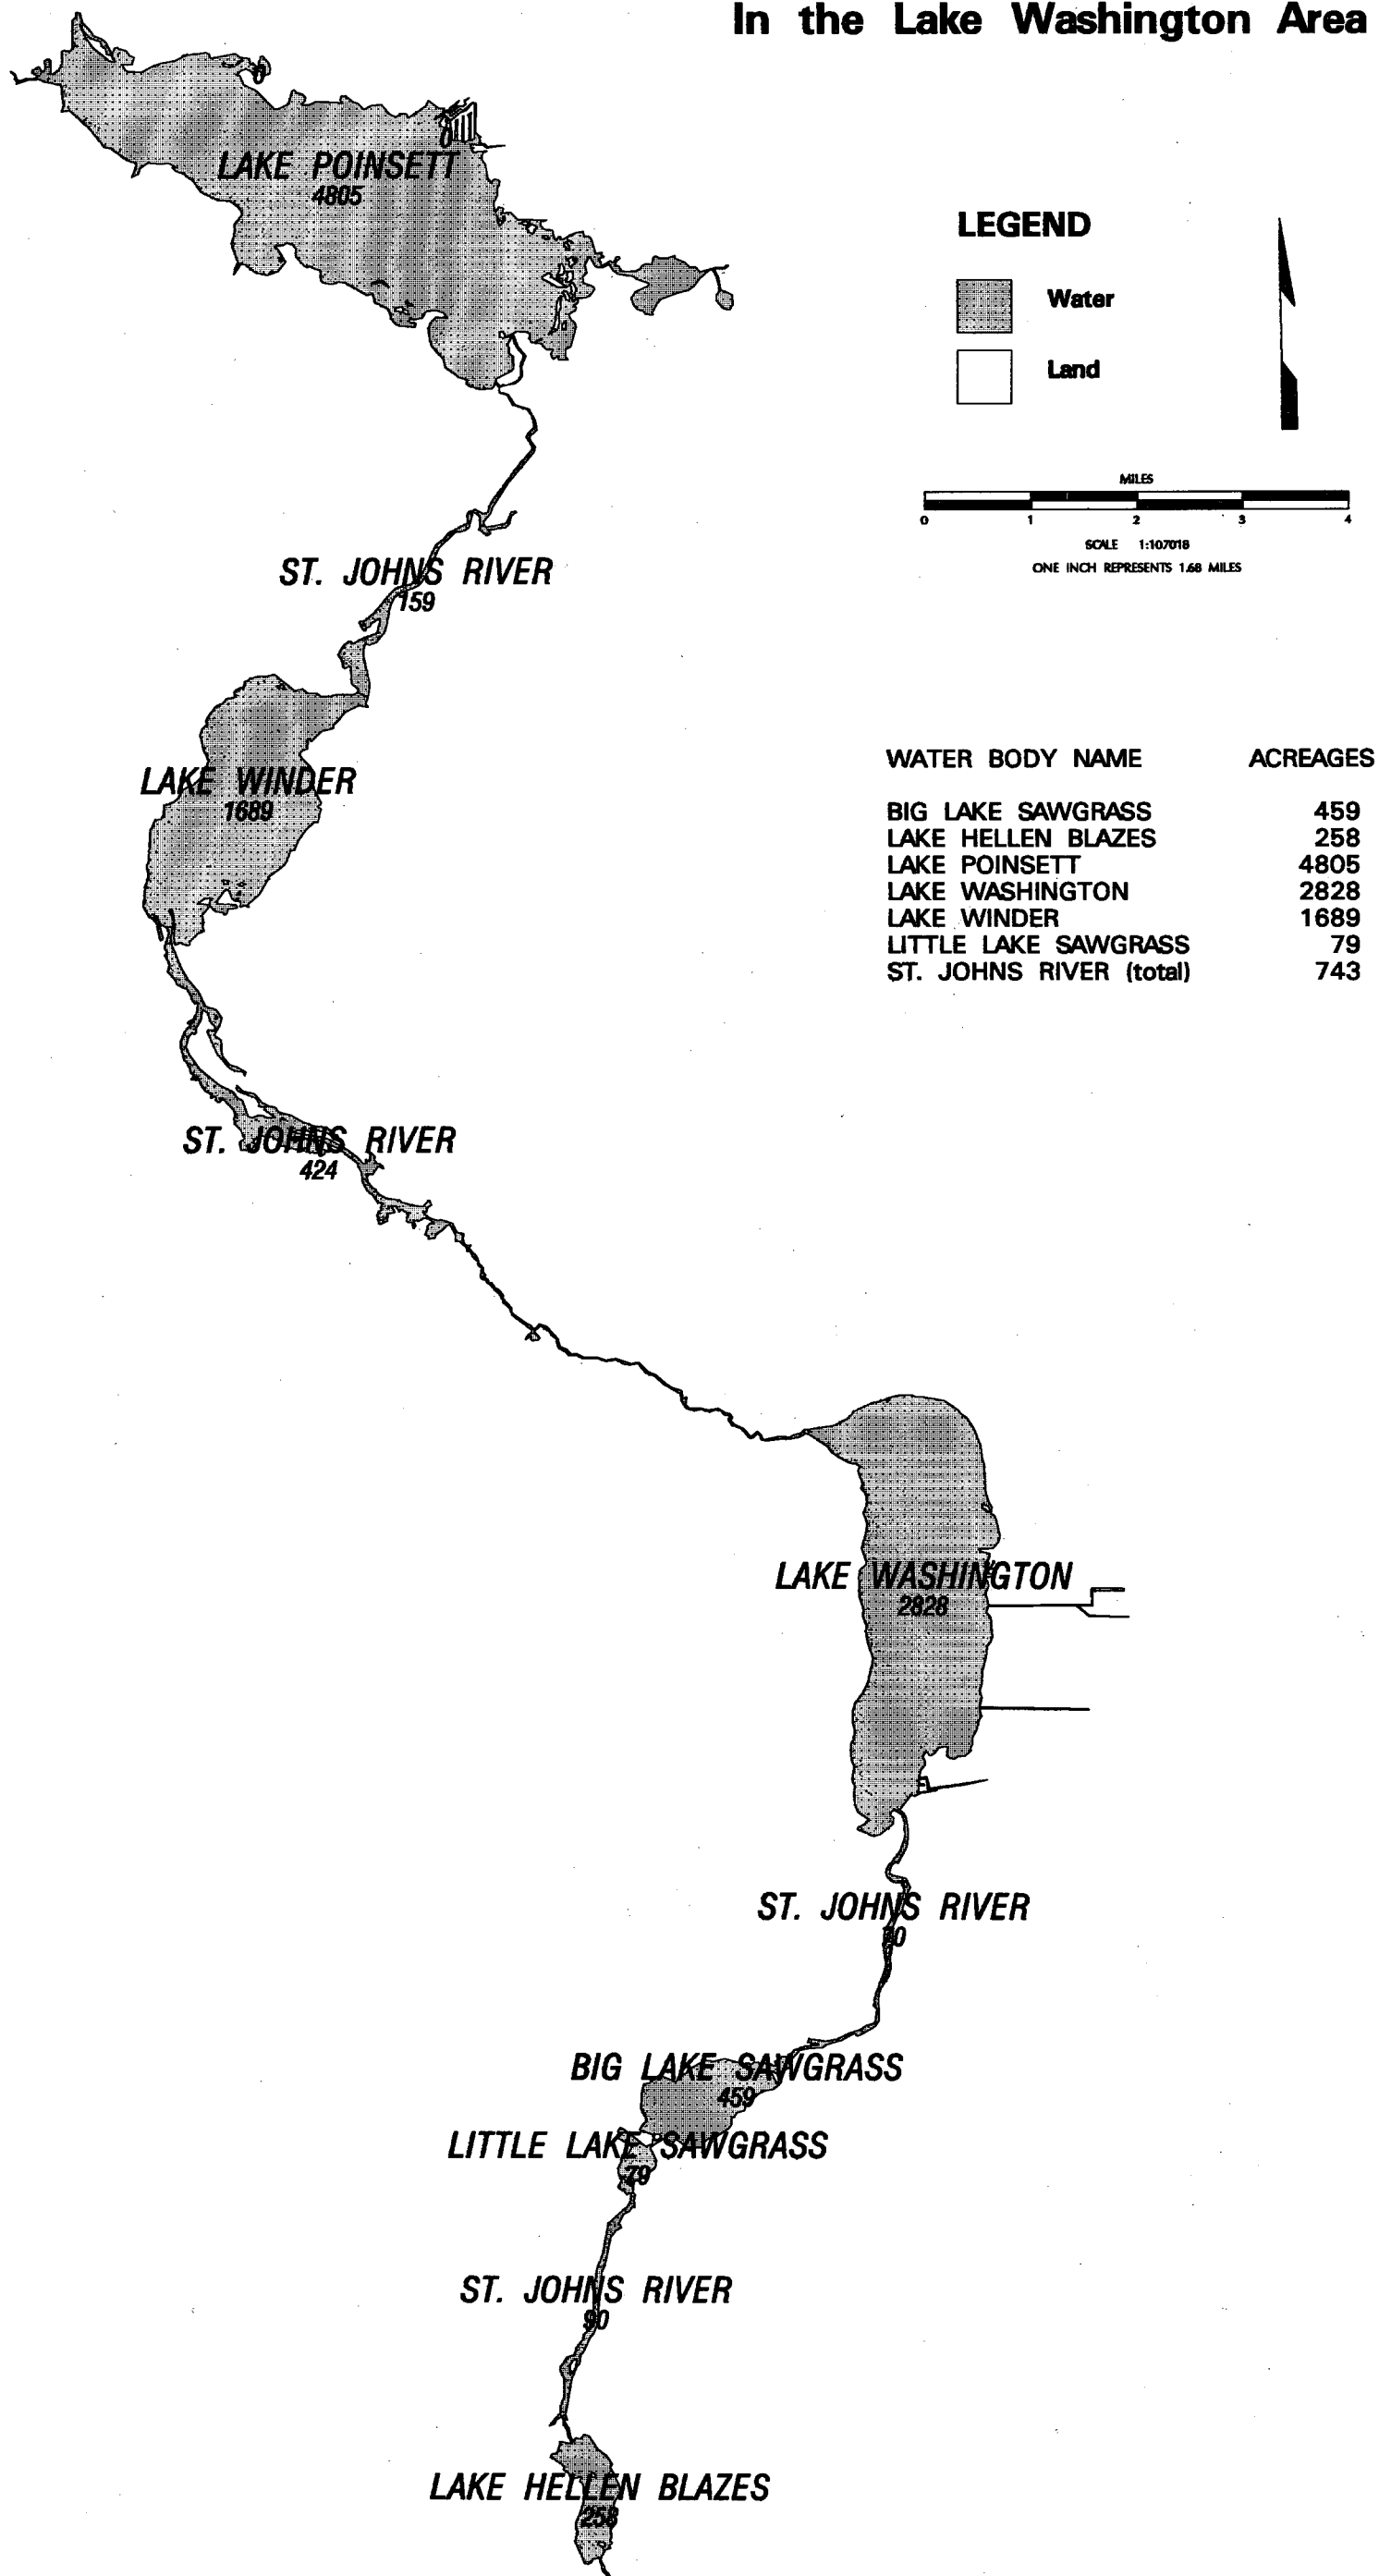 In the Lake Washington Area
LAKE POINSETT
4805
LEGEND
Water
Land
MILES
0 1 2 3 4
SCALE 1:107018
ONE INCH REPRESENTS 1.68 MILES
ST. JOHNS RIVER
159
LAKE WINDER
1689
WATER BODY NAME ACREAGES
BIG LAKE SAWGRASS 459
LAKE HELLEN BLAZES 258
LAKE POINSETT 4805
LAKE WASHINGTON 2828
LAKE WINDER 1689
LITTLE LAKE SAWGRASS 79
ST. JOHNS RIVER (total) 743
ST. JOHNS RIVER
424
LAKE WASHINGTON
2828
ST. JOHNS RIVER
70
BIG LAKE SAWGRASS
459
LITTLE LAKE SAWGRASS
79
ST. JOHNS RIVER
90
LAKE HELLEN BLAZES
258